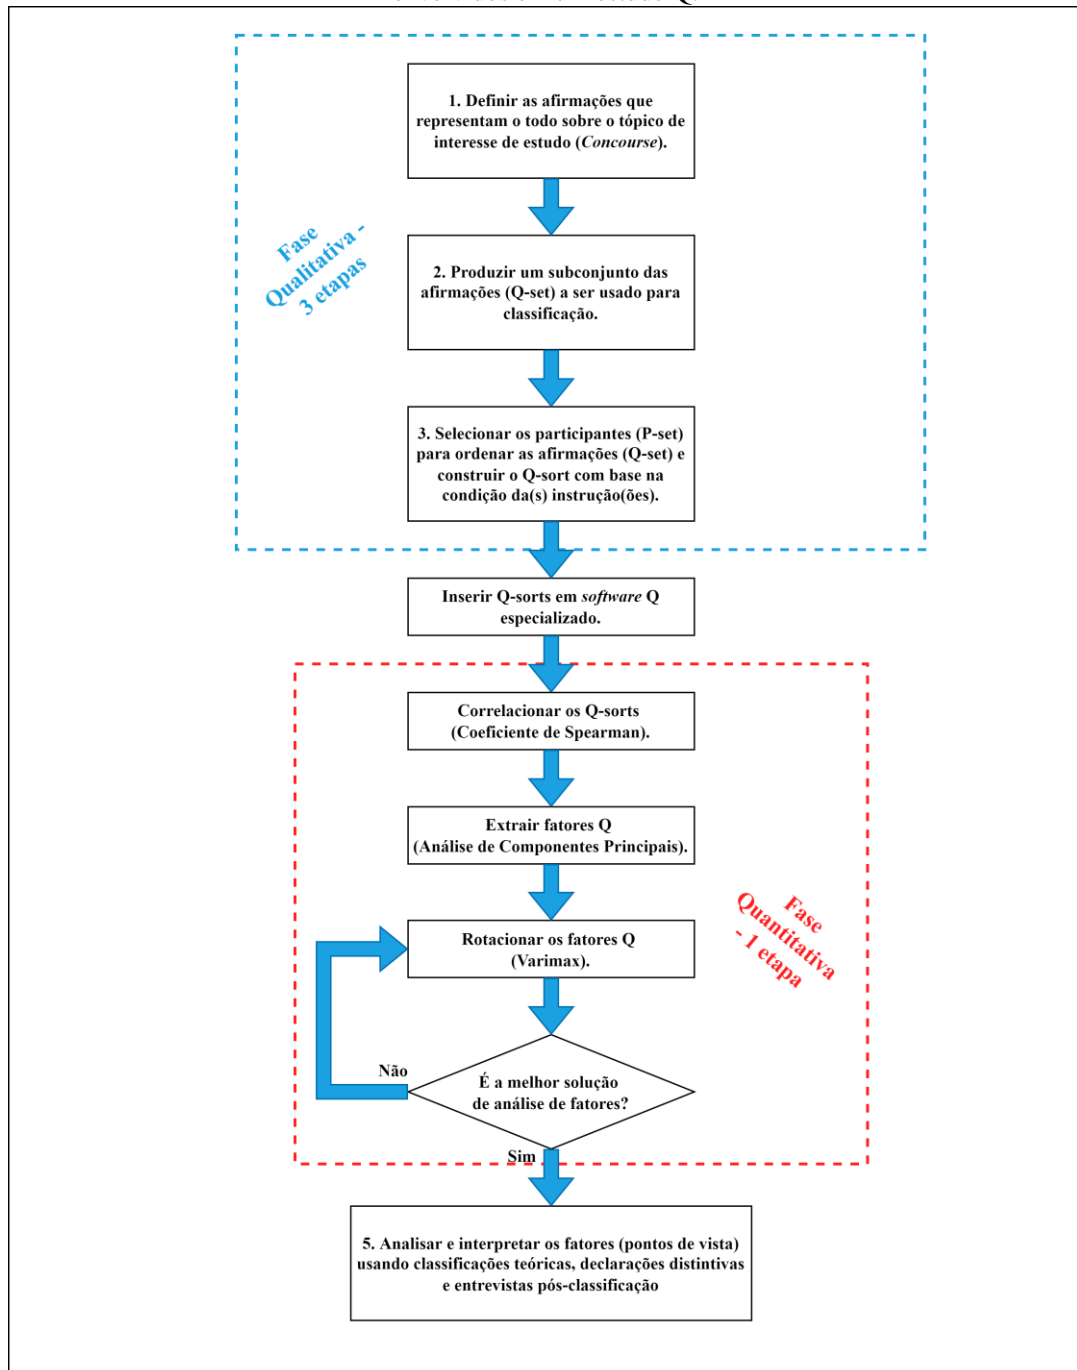 1. Definir as afirmações que
representam o todo sobre o tópico de
interesse de estudo (Concourse).
Fase
Qualitativa -
3 etapas
2. Produzir um subconjunto das
afirmações (Q-set) a ser usado para
classificação.
3. Selecionar os participantes (P-set)
para ordenar as afirmações (Q-set) e
construir o Q-sort com base na
condição da(s) instrução(ões).
Inserir Q-sorts em software Q
especializado.
Correlacionar os Q-sorts
(Coeficiente de Spearman).
Extrair fatores Q
(Análise de Componentes Principais).
Fase
Quantitativa
- 1 etapa
Rotacionar os fatores Q
(Varimax).
Não
É a melhor solução
de análise de fatores?
Sim
5. Analisar e interpretar os fatores (pontos de vista)
usando classificações teóricas, declarações distintivas
e entrevistas pós-classificação